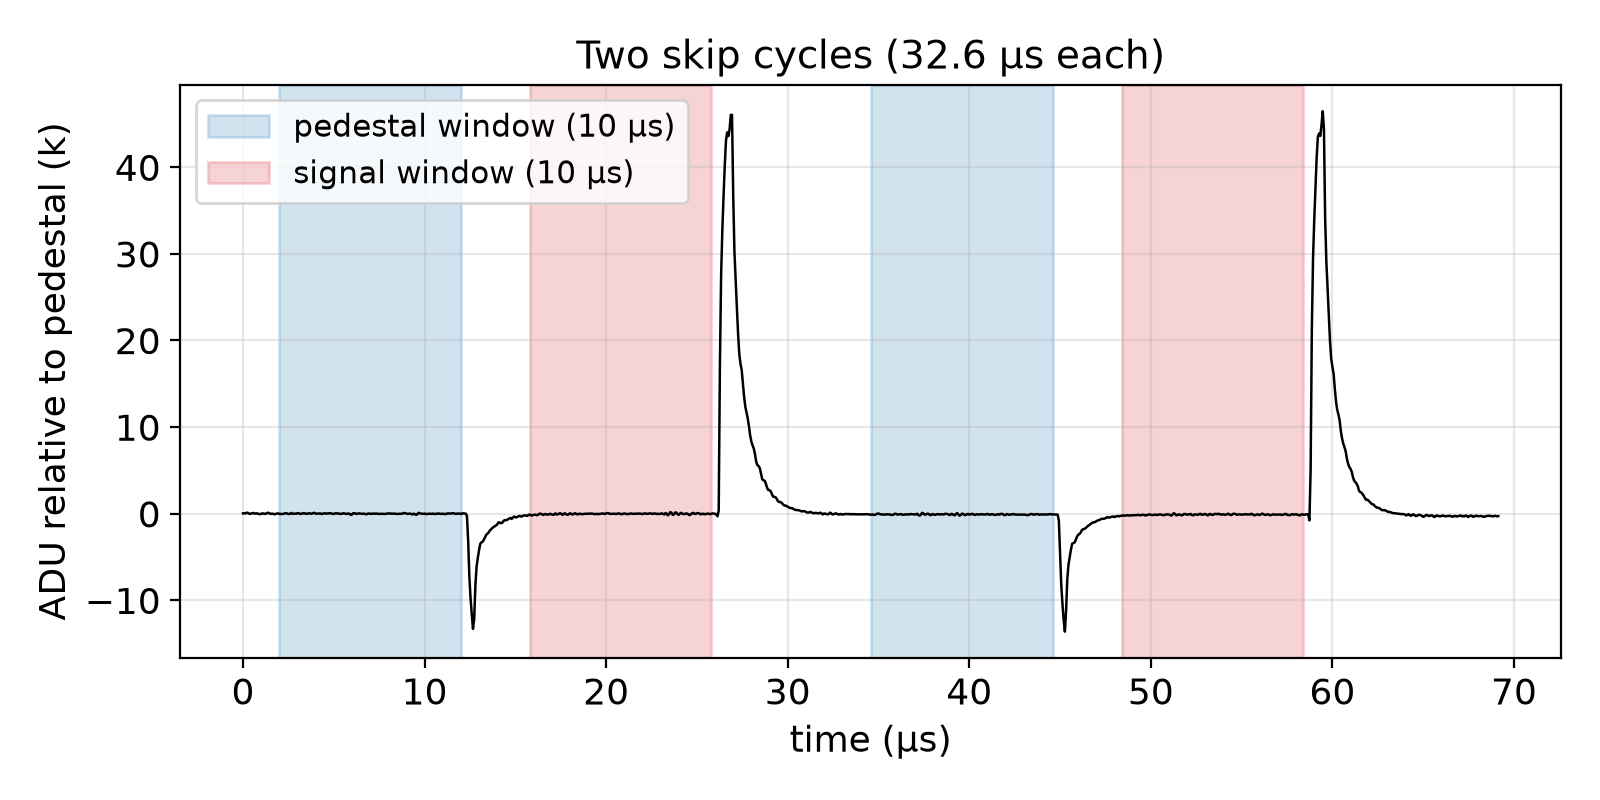 Two skip cycles (32.6 µs each)
pedestal window (10 µs)
signal window (10 µs)
ADU relative to pedestal (k)
40
30
20
10
0
−10
0 10 20 30 40 50 60 70
time (µs)